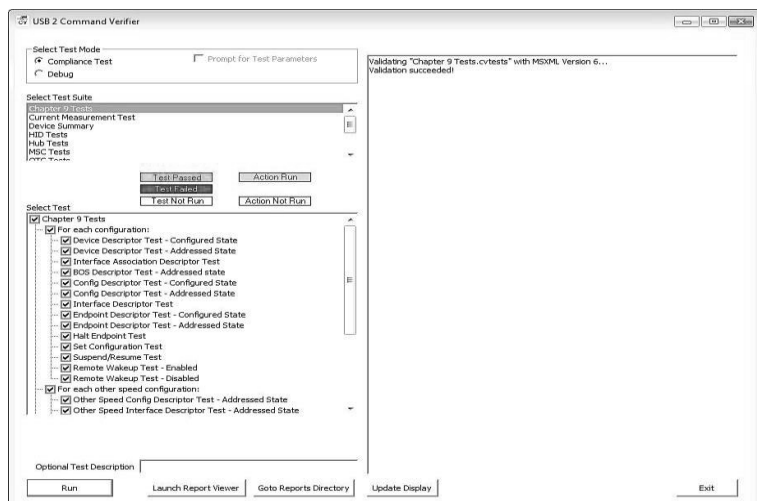 USB 2 Command Verifier
Select Test Mode
Compliance Test
Prompt for Test Parameters
Debug
Select Test Suite
Chapter 9 Tests
Current Measurement Test
Device Summary
HID Tests
Hub Tests
MSC Tests
OTG Tests
Test Passed
Action Run
Test Failed
Test Not Run
Action Not Run
Select Test
Chapter 9 Tests
For each configuration:
Device Descriptor Test - Configured State
Device Descriptor Test - Addressed State
Interface Association Descriptor Test
BOS Descriptor Test - Addressed state
Config Descriptor Test - Configured State
Config Descriptor Test - Addressed State
Interface Descriptor Test
Endpoint Descriptor Test - Configured State
Endpoint Descriptor Test - Addressed State
Halt Endpoint Test
Set Configuration Test
Suspend/Resume Test
Remote Wakeup Test - Enabled
Remote Wakeup Test - Disabled
For each other speed configuration:
Other Speed Config Descriptor Test - Addressed State
Other Speed Interface Descriptor Test - Addressed State
Validating "Chapter 9 Tests.cvtests" with MSXML Version 6...
Validation succeeded!
Optional Test Description
Run
Launch Report Viewer
Goto Reports Directory
Update Display
Exit